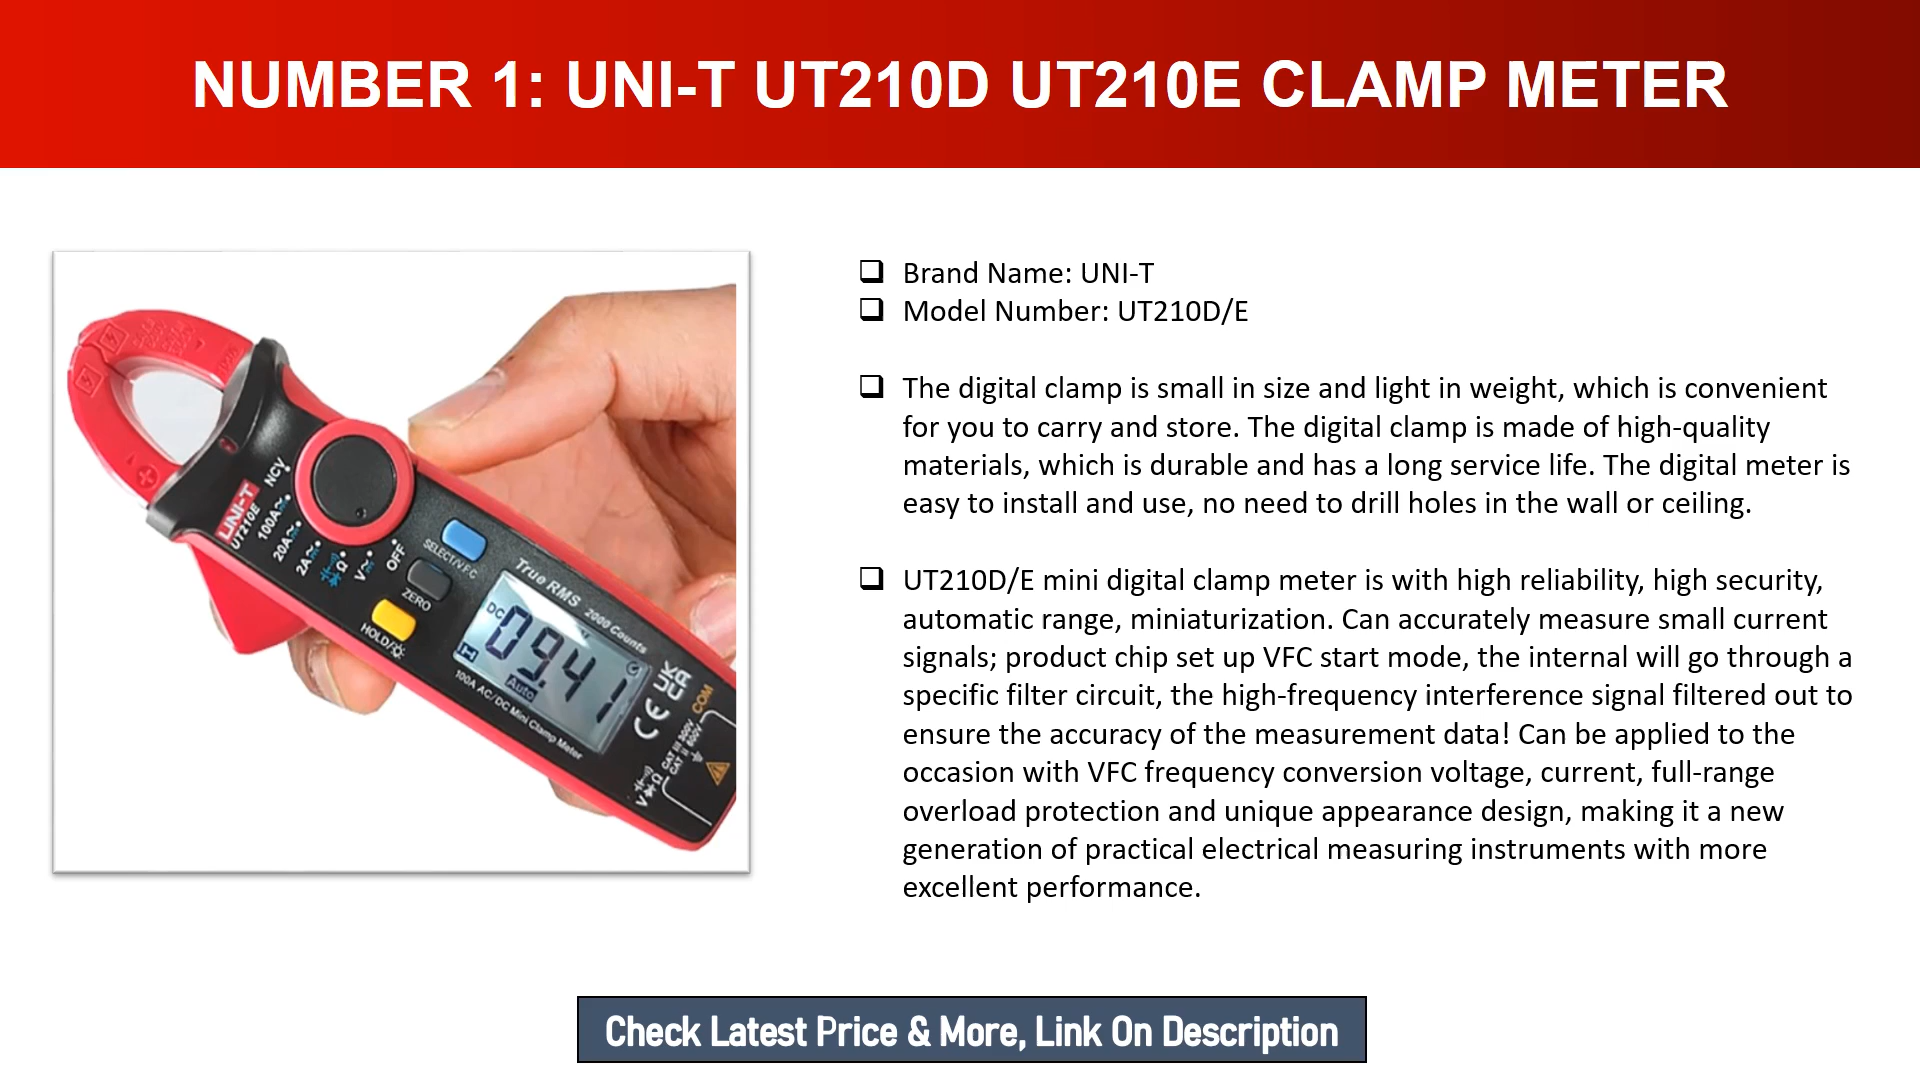 NUMBER 1: UNI-T UT210D UT210E CLAMP METER
❑ Brand Name: UNI-T
❑ Model Number: UT210D/E
❑ The digital clamp is small in size and light in weight, which is convenient
for you to carry and store. The digital clamp is made of high-quality
materials, which is durable and has a long service life. The digital meter is
easy to install and use, no need to drill holes in the wall or ceiling.
❑ UT210D/E mini digital clamp meter is with high reliability, high security,
automatic range, miniaturization. Can accurately measure small current
signals; product chip set up VFC start mode, the internal will go through a
specific filter circuit, the high-frequency interference signal filtered out to
ensure the accuracy of the measurement data! Can be applied to the
occasion with VFC frequency conversion voltage, current, full-range
overload protection and unique appearance design, making it a new
generation of practical electrical measuring instruments with more
excellent performance.
UNI-T
UT210E
NCV
100A
20A
2A
Ω
V
OFF
SELECT/VFC
ZERO
HOLD/
True RMS 2000 Counts
DC
09.41
H
Auto
100A AC/DC Mini Clamp Meter
CE
UK
CA
CAT III 300V
CAT II 600V
COM
V Ω
Check Latest Price & More, Link On Description